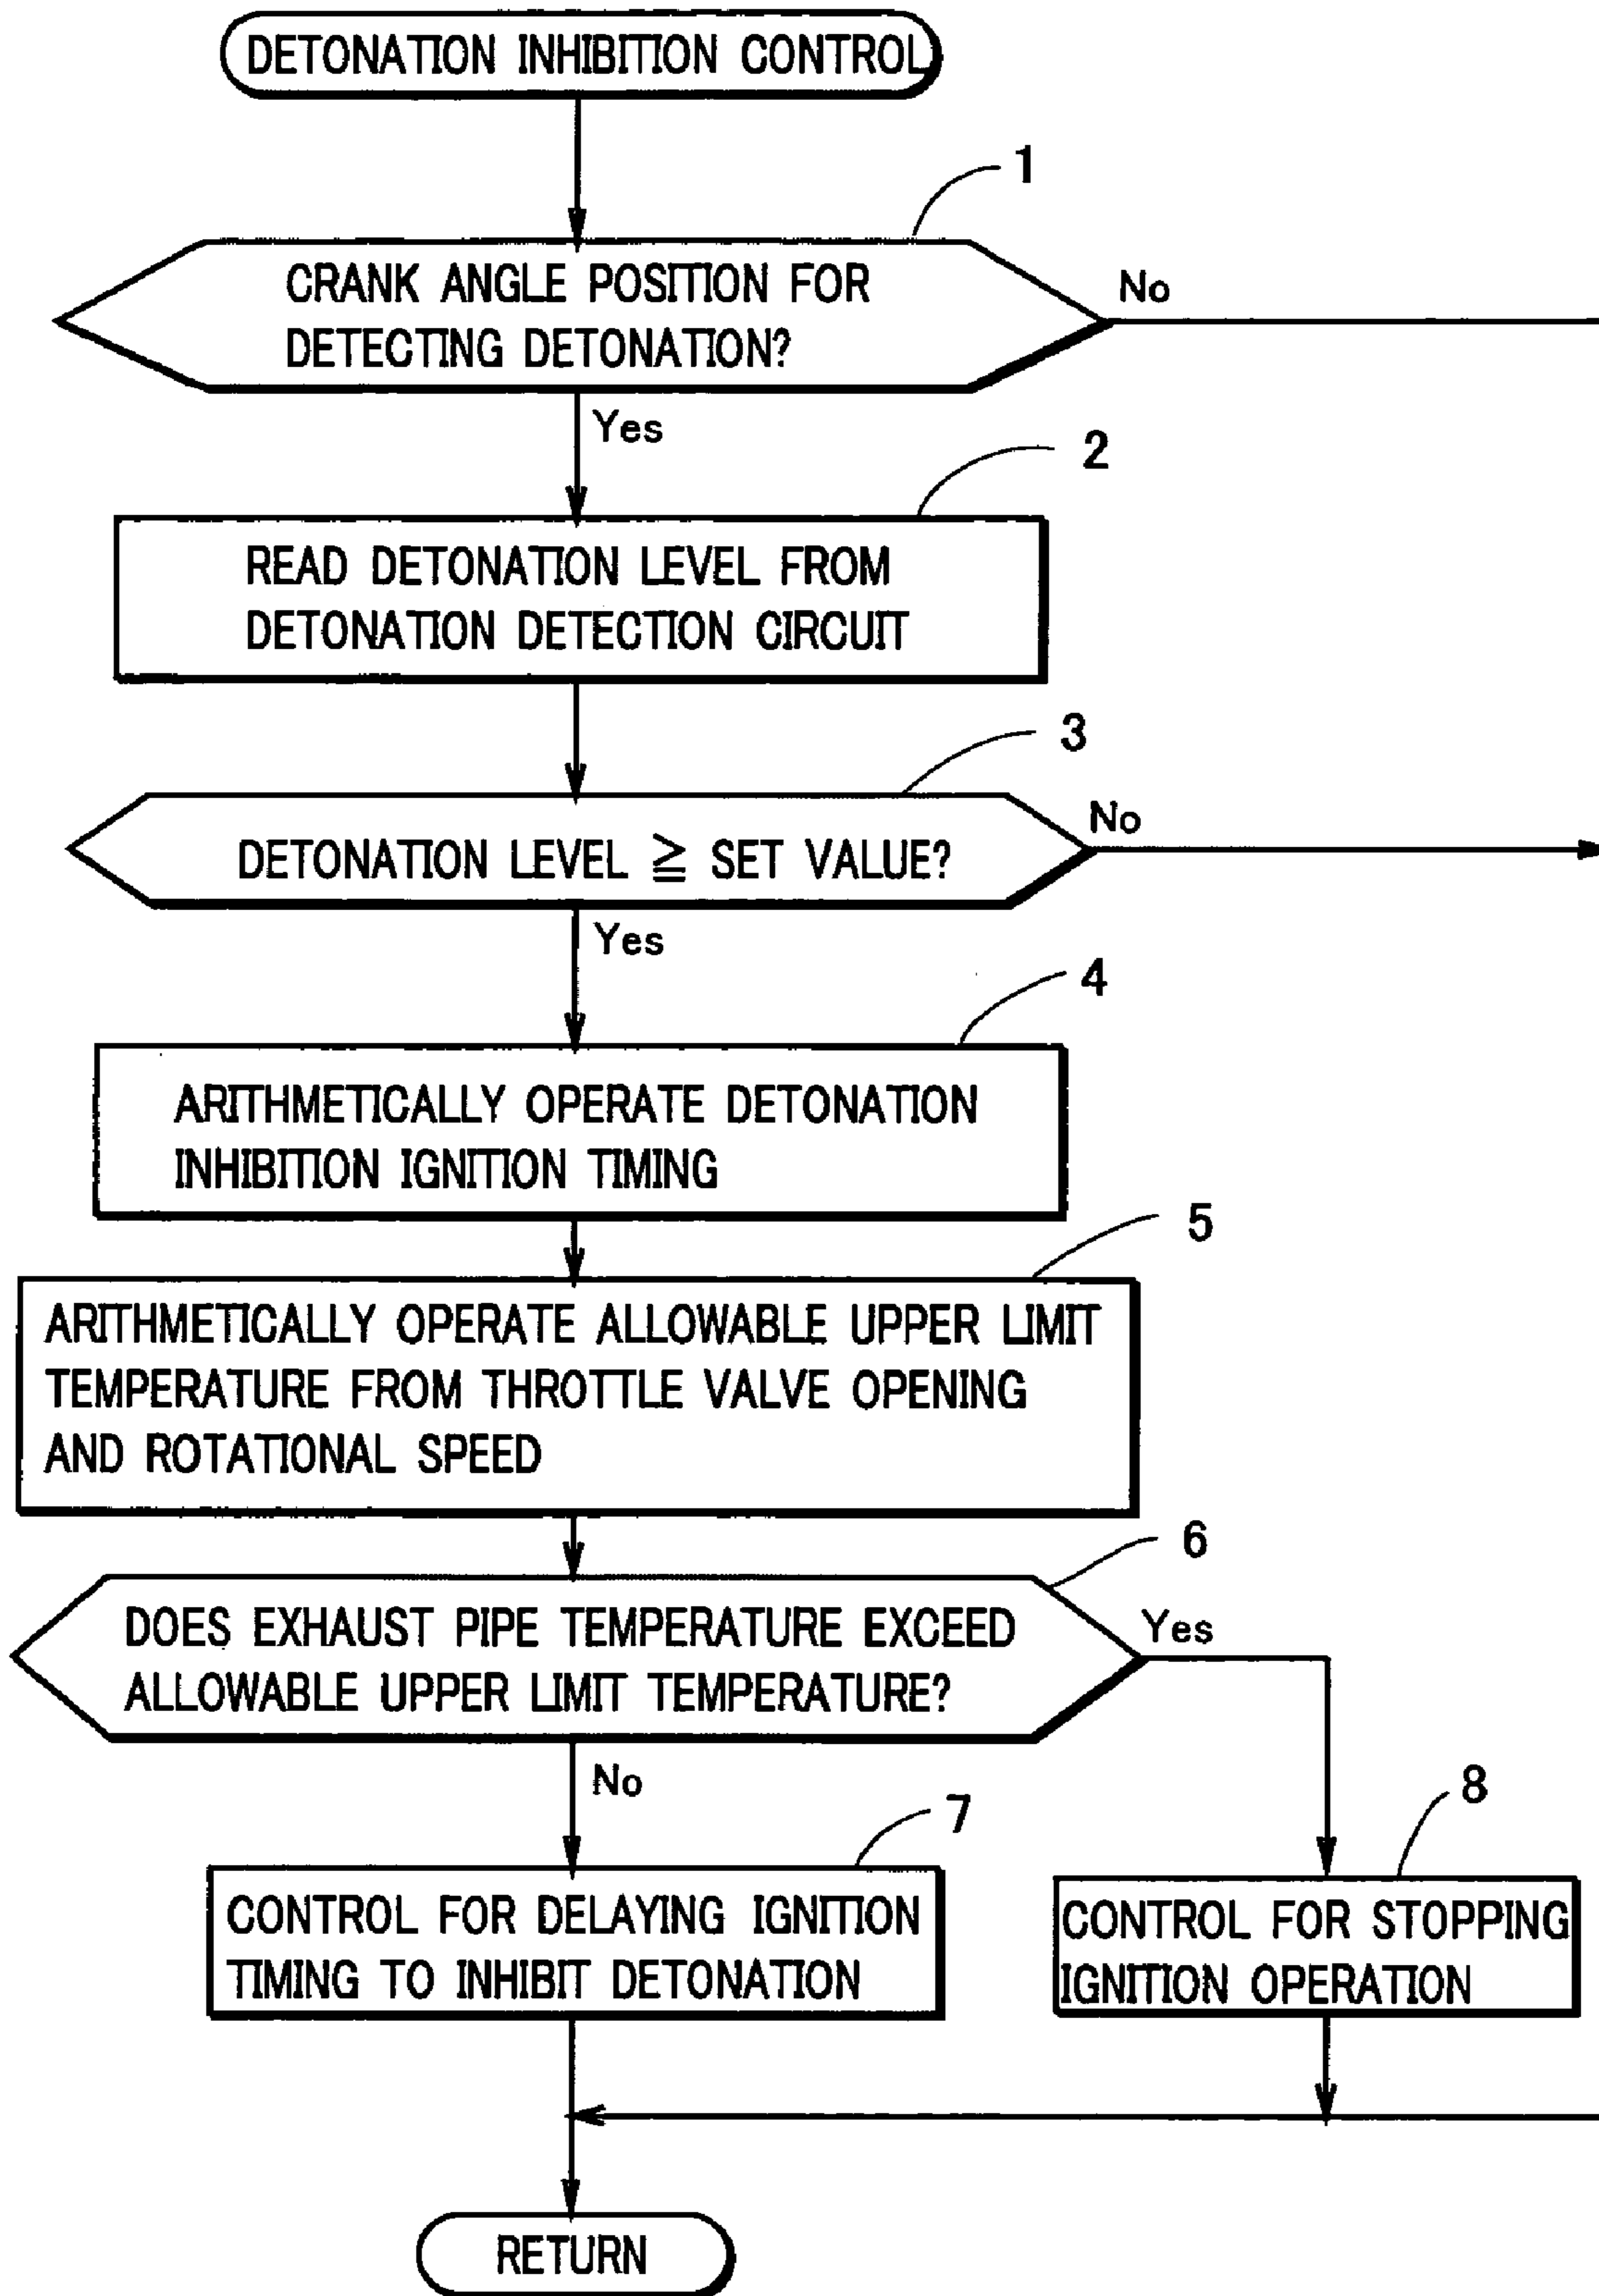 DETONATION INHIBITION CONTROL
1
CRANK ANGLE POSITION FOR
DETECTING DETONATION?
No
Yes
2
READ DETONATION LEVEL FROM
DETONATION DETECTION CIRCUIT
3
DETONATION LEVEL ≧ SET VALUE?
No
Yes
4
ARITHMETICALLY OPERATE DETONATION
INHIBITION IGNITION TIMING
5
ARITHMETICALLY OPERATE ALLOWABLE UPPER LIMIT
TEMPERATURE FROM THROTTLE VALVE OPENING
AND ROTATIONAL SPEED
6
DOES EXHAUST PIPE TEMPERATURE EXCEED
ALLOWABLE UPPER LIMIT TEMPERATURE?
Yes
No
7
CONTROL FOR DELAYING IGNITION
TIMING TO INHIBIT DETONATION
8
CONTROL FOR STOPPING
IGNITION OPERATION
RETURN